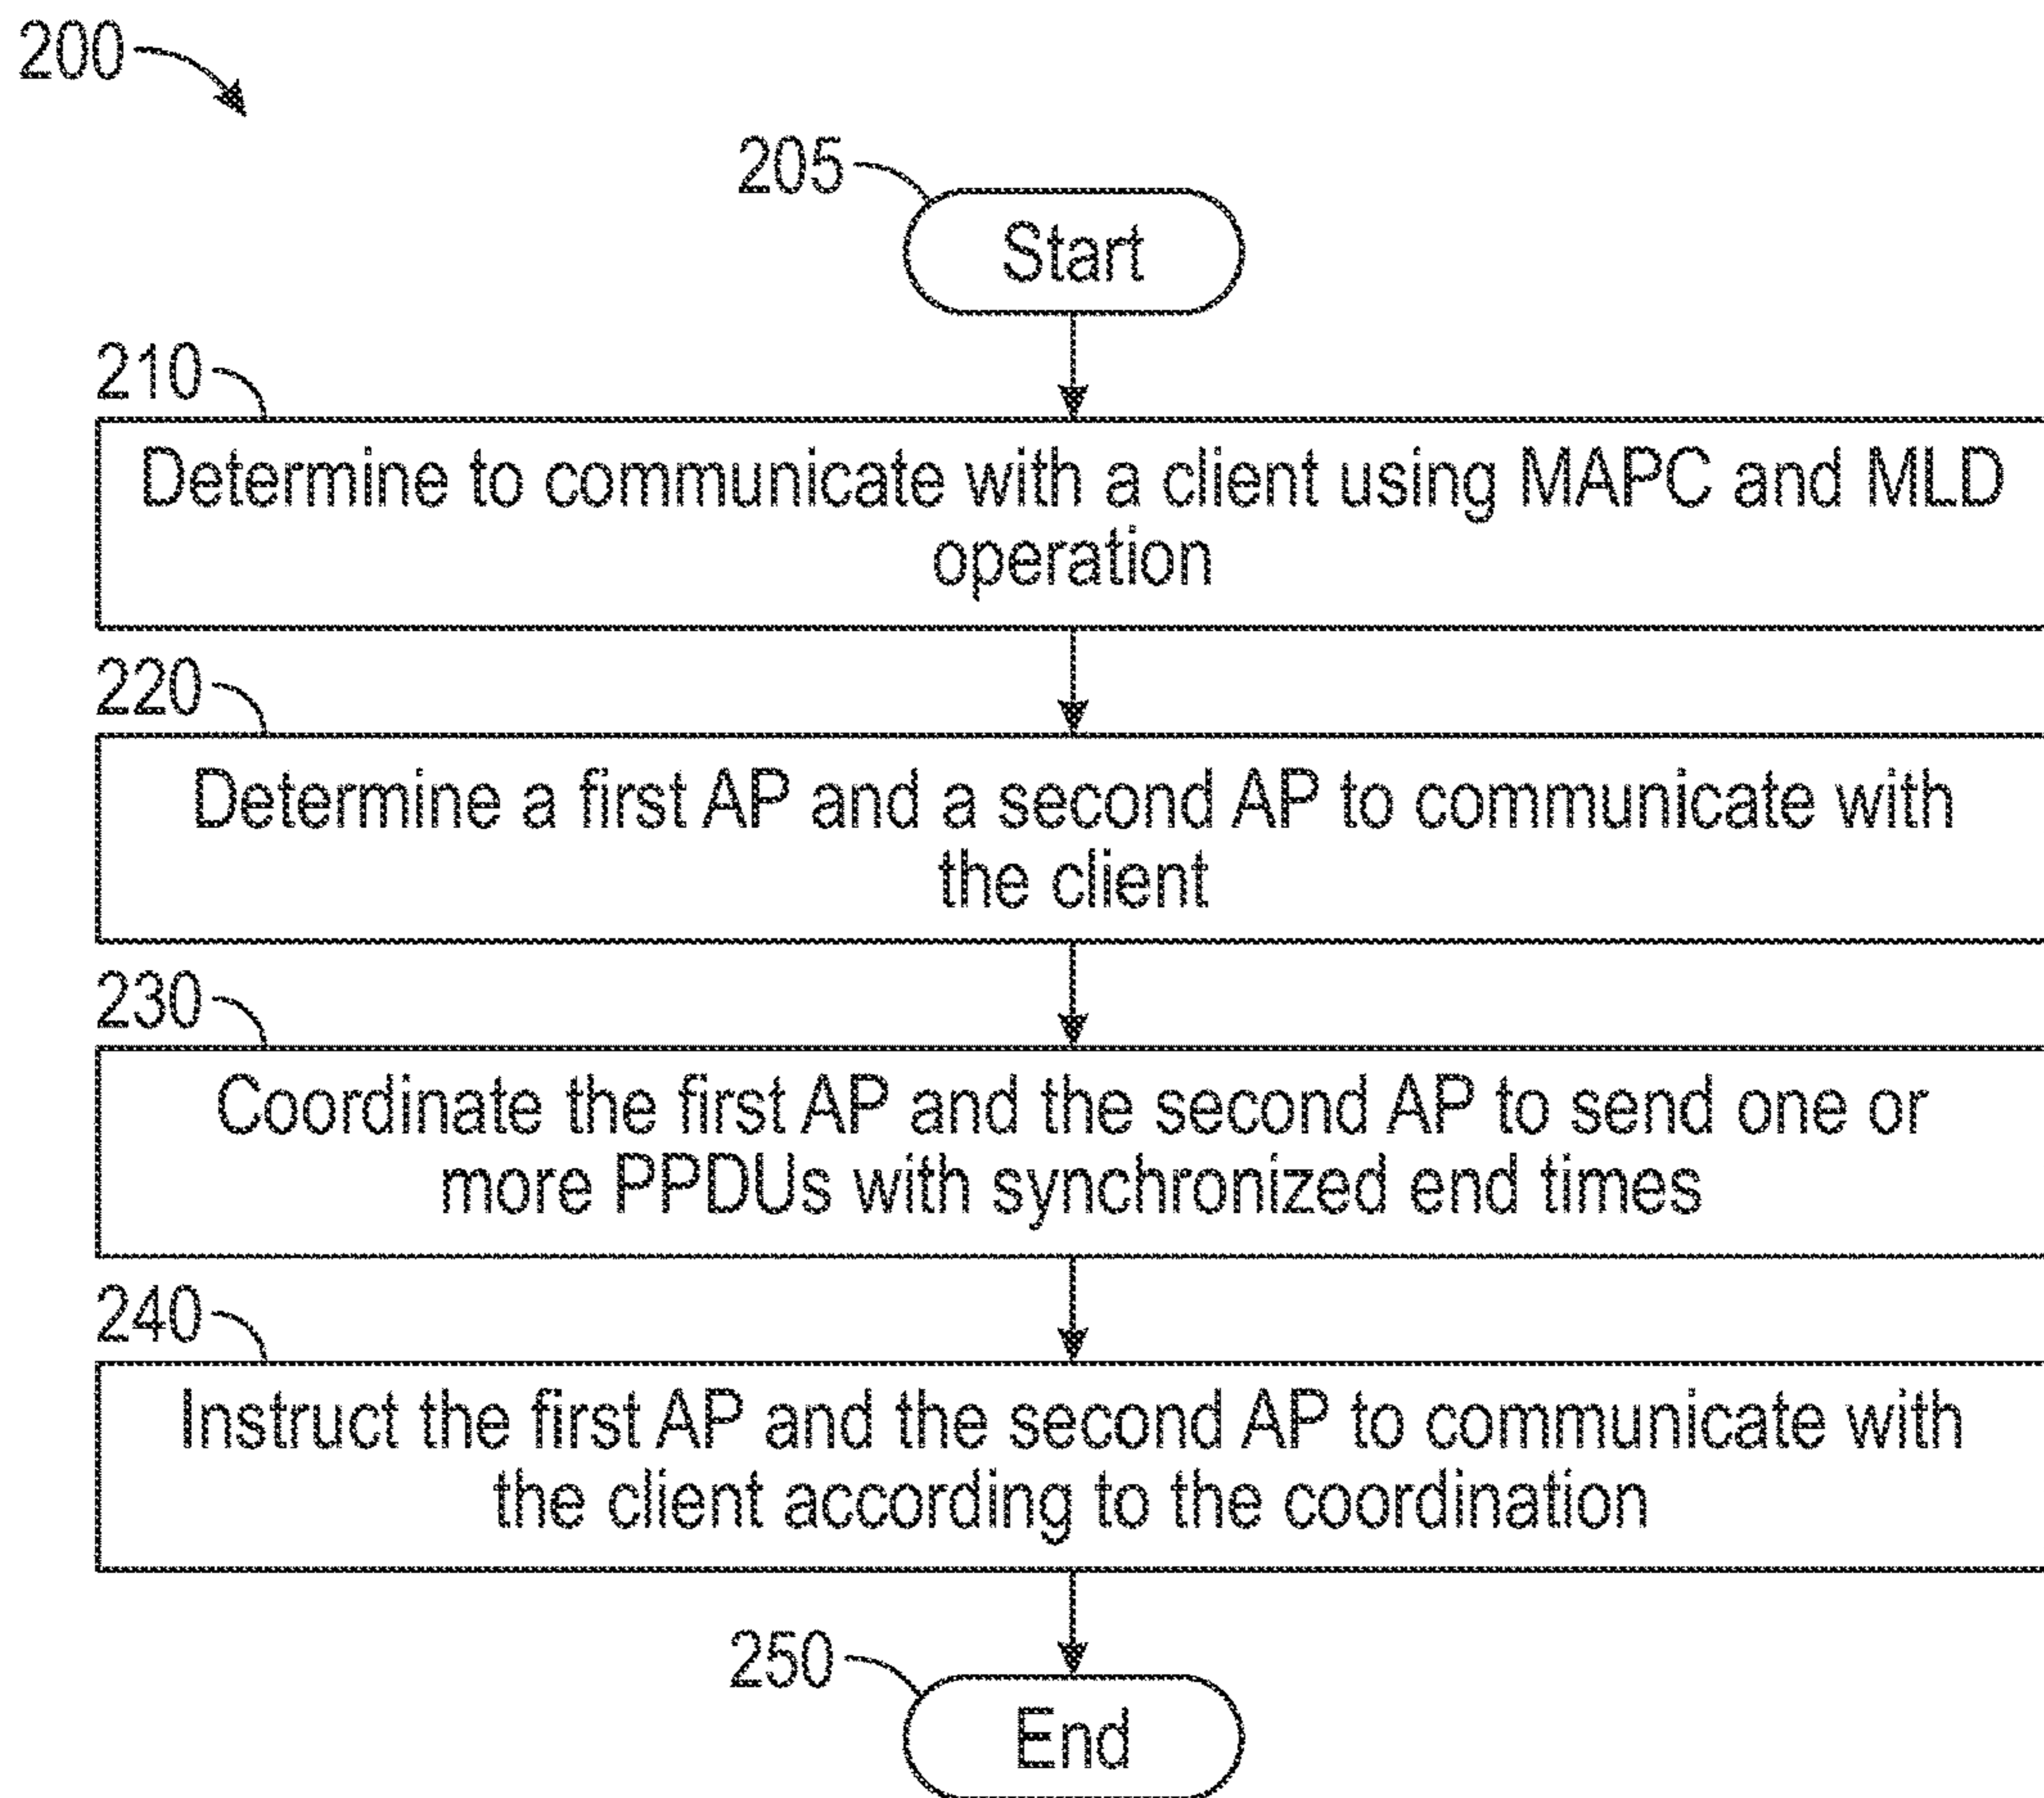 200
205
Start
210
Determine to communicate with a client using MAPC and MLD
operation
220
Determine a first AP and a second AP to communicate with
the client
230
Coordinate the first AP and the second AP to send one or
more PPDUs with synchronized end times
240
Instruct the first AP and the second AP to communicate with
the client according to the coordination
250
End